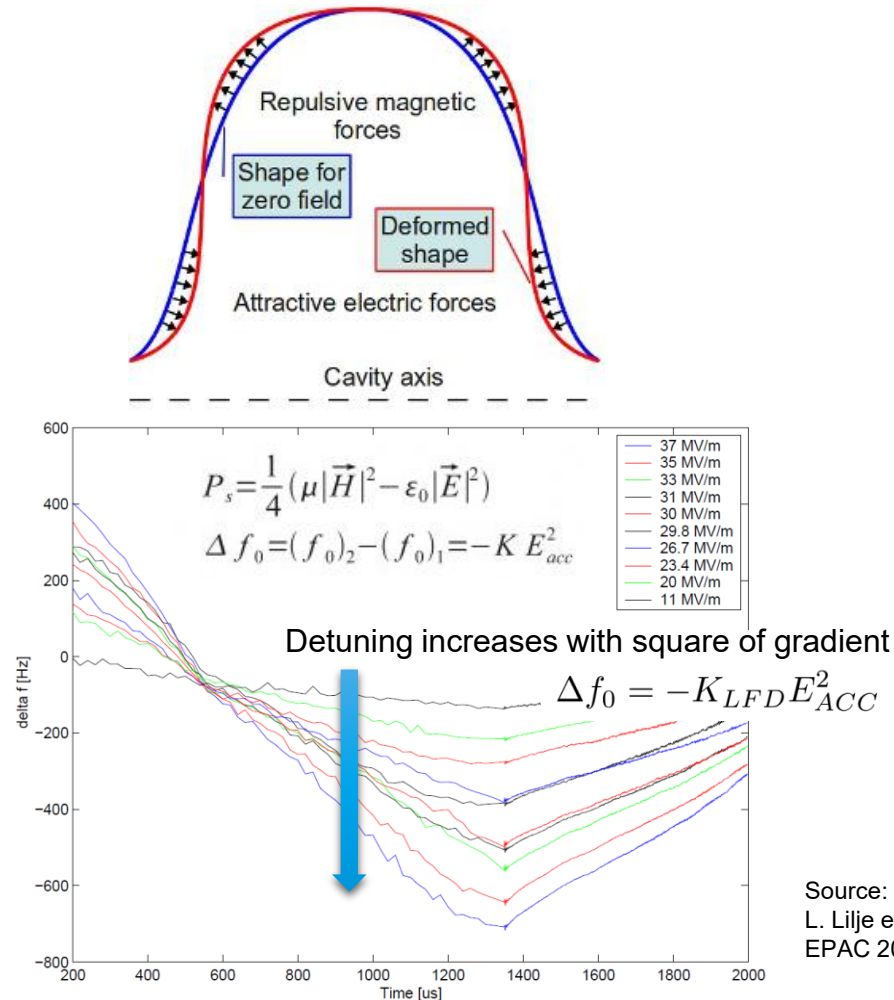 Repulsive magnetic
forces
Shape for
zero field
Deformed
shape
Attractive electric forces
Cavity axis
600
400
200
0
−200
−400
−600
−800
delta f [Hz]
P_s = 1/4 (μ|H⃗|² − ε₀|E⃗|²)
Δ f₀ = (f₀)₂ − (f₀)₁ = −K E²_acc
37 MV/m
35 MV/m
33 MV/m
31 MV/m
30 MV/m
29.8 MV/m
26.7 MV/m
23.4 MV/m
20 MV/m
11 MV/m
Detuning increases with square of gradient
Δf₀ = −K_LFD E²_ACC
200 400 600 800 1000 1200 1400 1600 1800 2000
Time [us]
Source:
L. Lilje e
EPAC 20